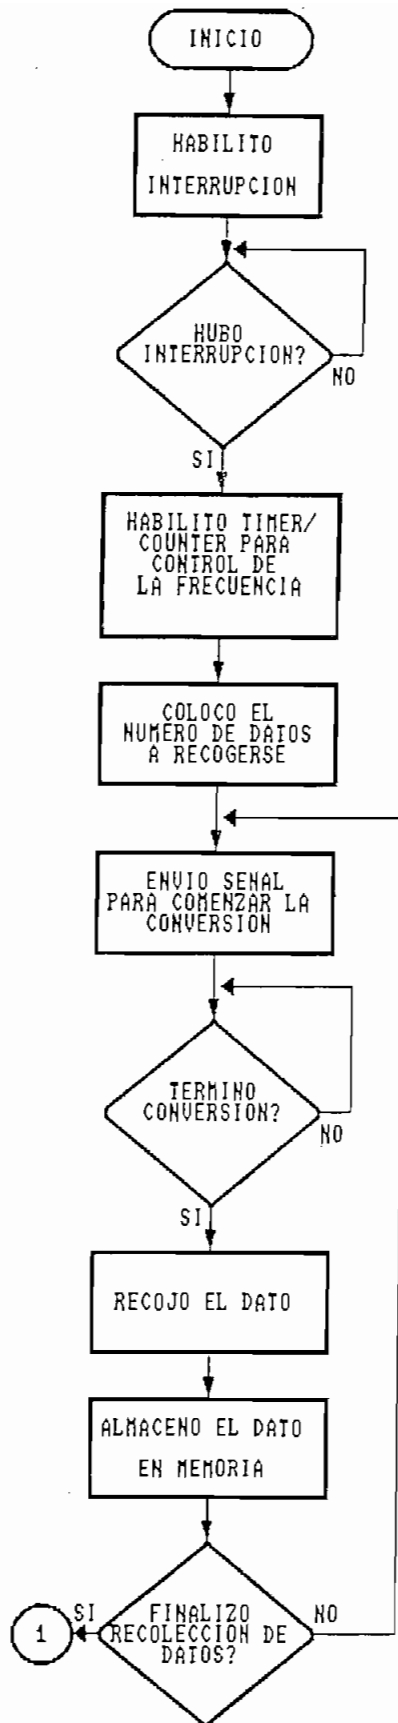 INICIO
HABILITO
INTERRUPCION
HUBO
INTERRUPCION?
NO
SI
HABILITO TIMER/
COUNTER PARA
CONTROL DE
LA FRECUENCIA
COLOCO EL
NUMERO DE DATOS
A RECOGERSE
ENVIO SENAL
PARA COMENZAR LA
CONVERSION
TERMINO
CONVERSION?
NO
SI
RECOJO EL DATO
ALMACENO EL DATO
EN MEMORIA
1
SI
FINALIZO
RECOLECCION DE
DATOS?
NO